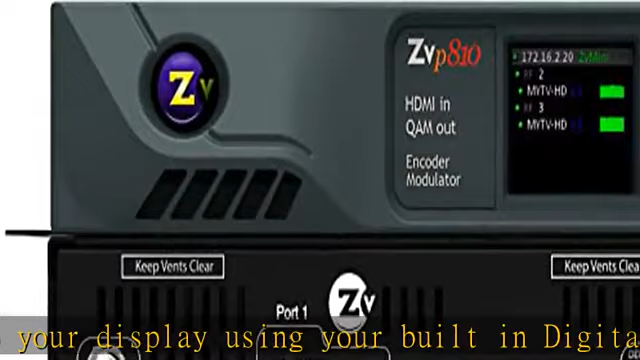 Zv
Zvp810
HDMI in
QAM out
Encoder
Modulator
172.16.2.20 ZvMini
RF 2
MYTV-HD
RF 3
MYTV-HD
Keep Vents Clear
Keep Vents Clea
Port 1
Zv
your display using your built in Digita